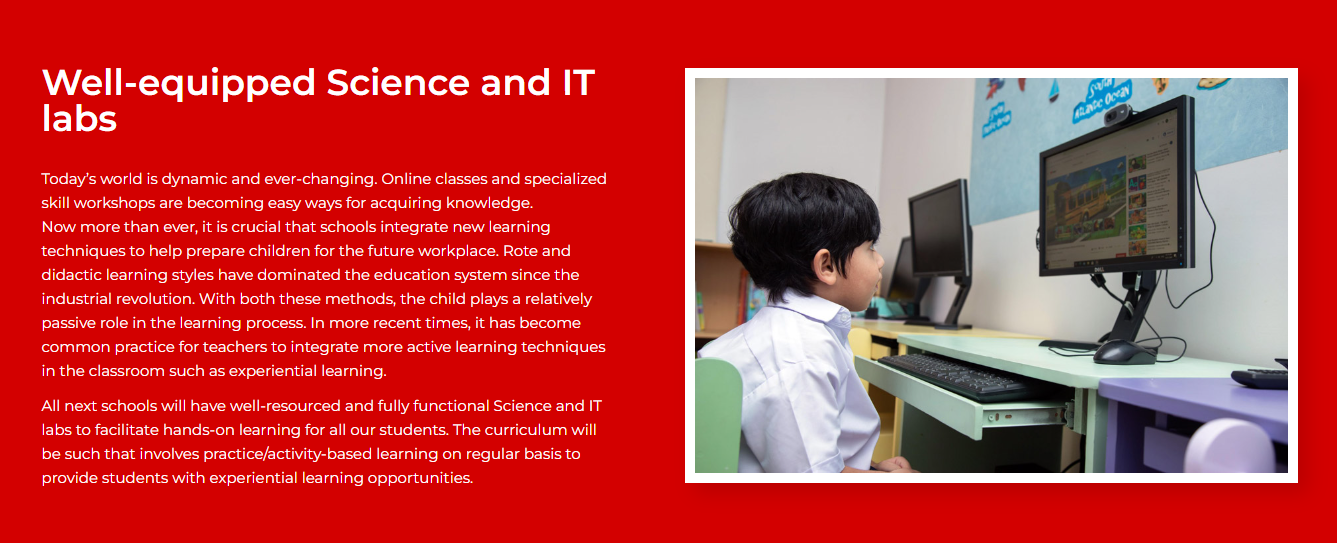 Well-equipped Science and IT
labs
Today’s world is dynamic and ever-changing. Online classes and specialized
skill workshops are becoming easy ways for acquiring knowledge.
Now more than ever, it is crucial that schools integrate new learning
techniques to help prepare children for the future workplace. Rote and
didactic learning styles have dominated the education system since the
industrial revolution. With both these methods, the child plays a relatively
passive role in the learning process. In more recent times, it has become
common practice for teachers to integrate more active learning techniques
in the classroom such as experiential learning.
All next schools will have well-resourced and fully functional Science and IT
labs to facilitate hands-on learning for all our students. The curriculum will
be such that involves practice/activity-based learning on regular basis to
provide students with experiential learning opportunities.
South
Atlantic Ocean
DELL